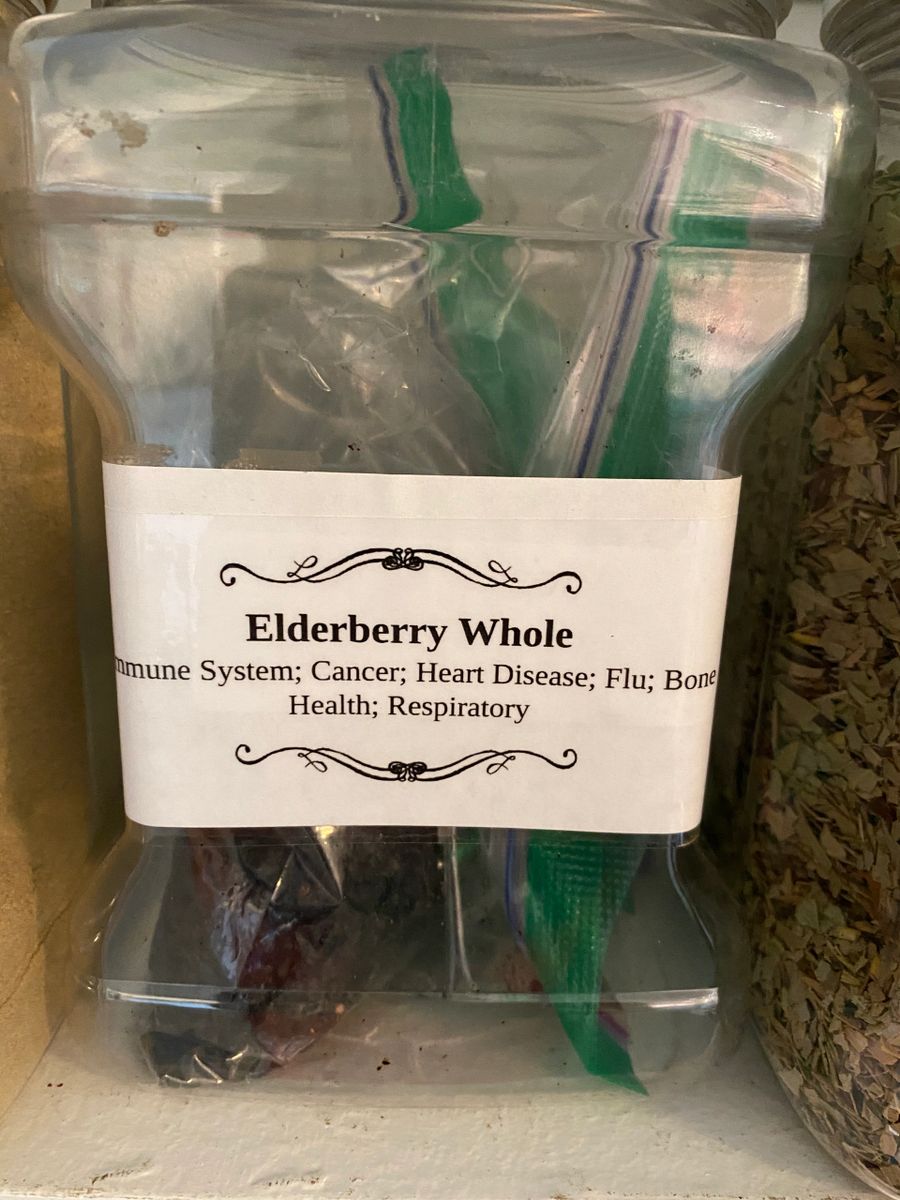 Elderberry Whole
mmune System; Cancer; Heart Disease; Flu; Bone
Health; Respiratory